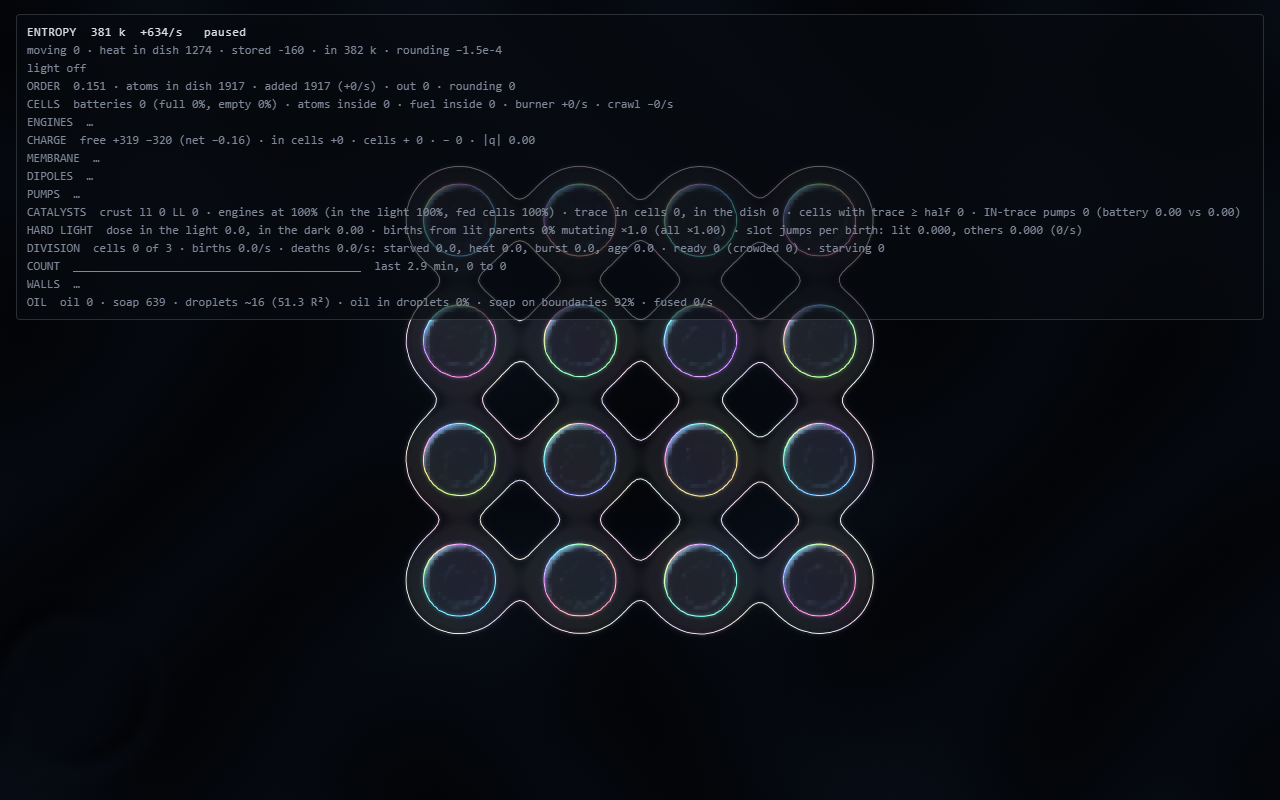 ENTROPY 381 k +634/s paused
moving 0 · heat in dish 1274 · stored -160 · in 382 k · rounding −1.5e-4
light off
ORDER 0.151 · atoms in dish 1917 · added 1917 (+0/s) · out 0 · rounding 0
CELLS batteries 0 (full 0%, empty 0%) · atoms inside 0 · fuel inside 0 · burner +0/s · crawl −0/s
ENGINES …
CHARGE free +319 −320 (net −0.16) · in cells +0 · cells + 0 · − 0 · |q| 0.00
MEMBRANE …
DIPOLES …
PUMPS …
CATALYSTS crust ll 0 LL 0 · engines at 100% (in the light 100%, fed cells 100%) · trace in cells 0, in the dish 0 · cells with trace ≥ half 0 · IN-trace pumps 0 (battery 0.00 vs 0.00)
HARD LIGHT dose in the light 0.0, in the dark 0.00 · births from lit parents 0% mutating ×1.0 (all ×1.00) · slot jumps per birth: lit 0.000, others 0.000 (0/s)
DIVISION cells 0 of 3 · births 0.0/s · deaths 0.0/s: starved 0.0, heat 0.0, burst 0.0, age 0.0 · ready 0 (crowded 0) · starving 0
COUNT last 2.9 min, 0 to 0
WALLS …
OIL oil 0 · soap 639 · droplets ~16 (51.3 R²) · oil in droplets 0% · soap on boundaries 92% · fused 0/s